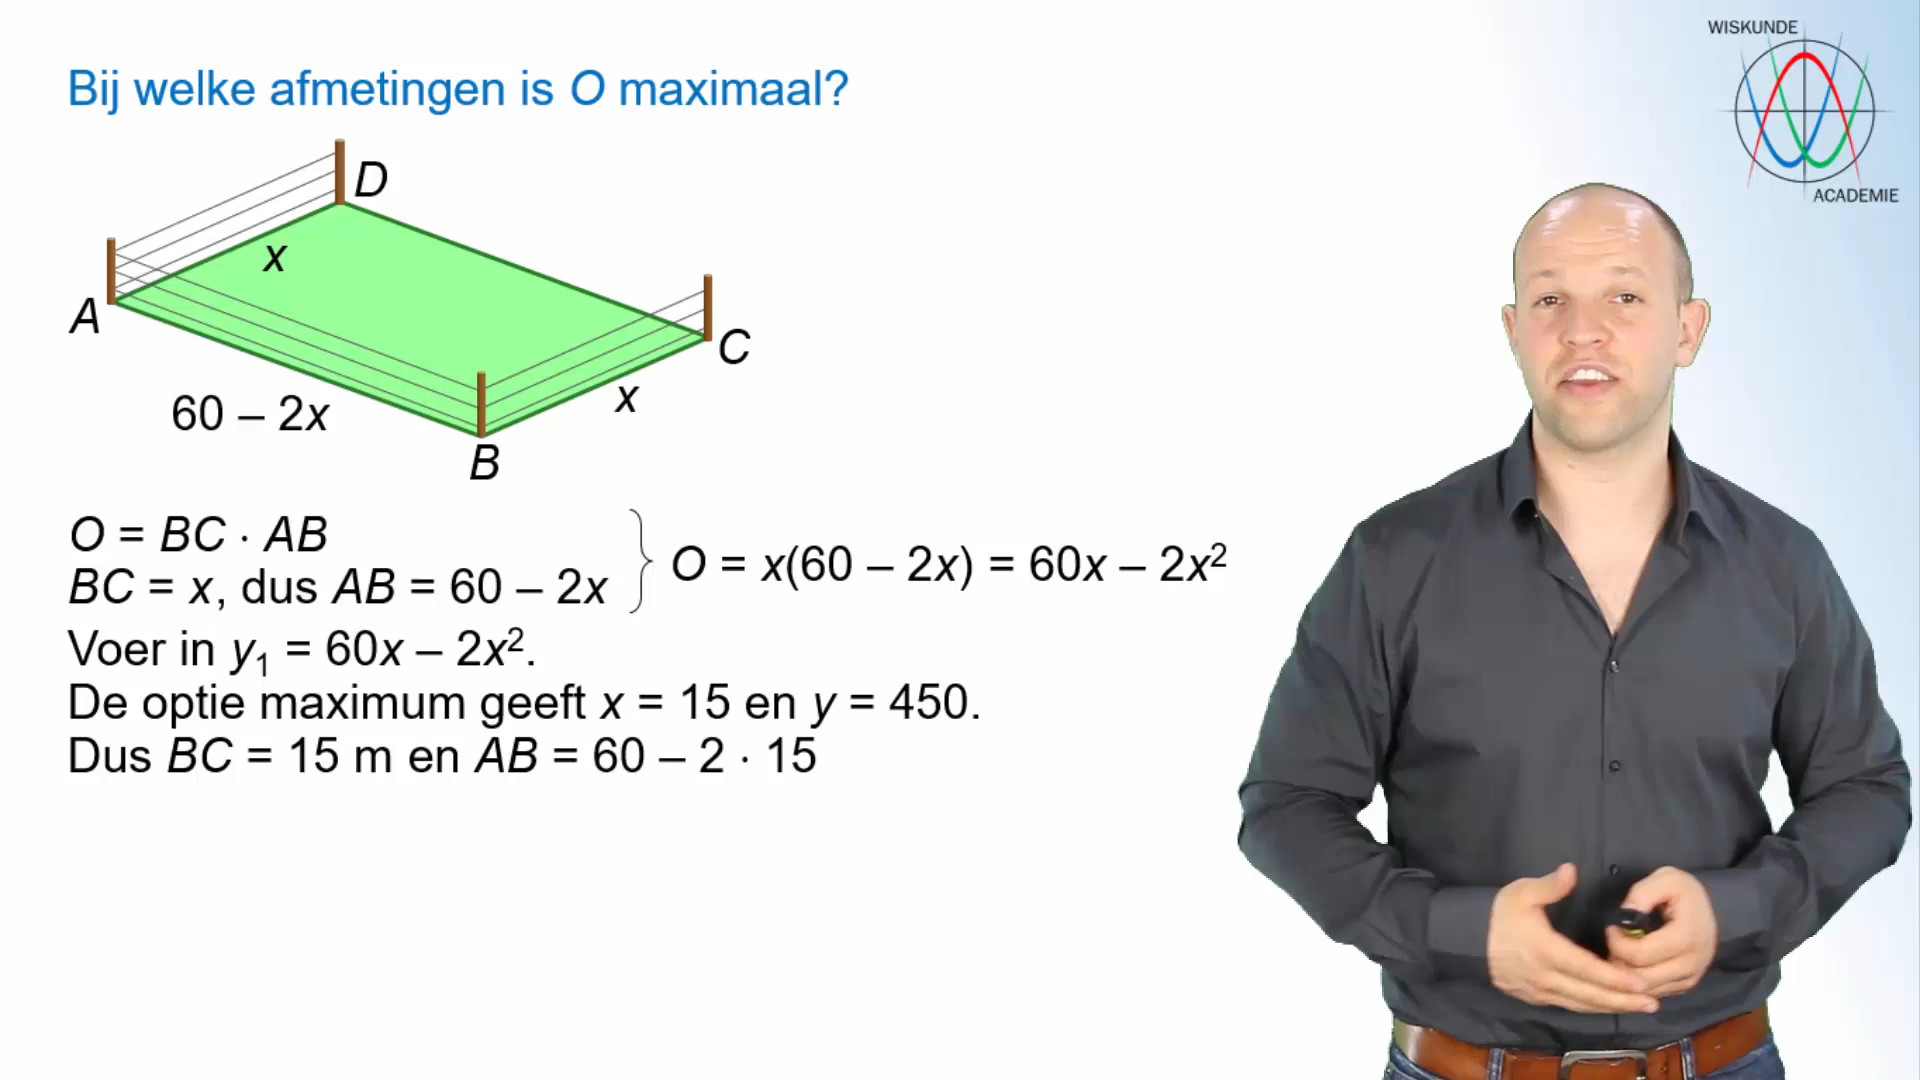 WISKUNDE
ACADEMIE
Bij welke afmetingen is O maximaal?
D
x
A
C
x
60 – 2x
B
O = BC · AB
BC = x, dus AB = 60 – 2x
O = x(60 – 2x) = 60x – 2x²
Voer in y₁ = 60x – 2x².
De optie maximum geeft x = 15 en y = 450.
Dus BC = 15 m en AB = 60 – 2 · 15